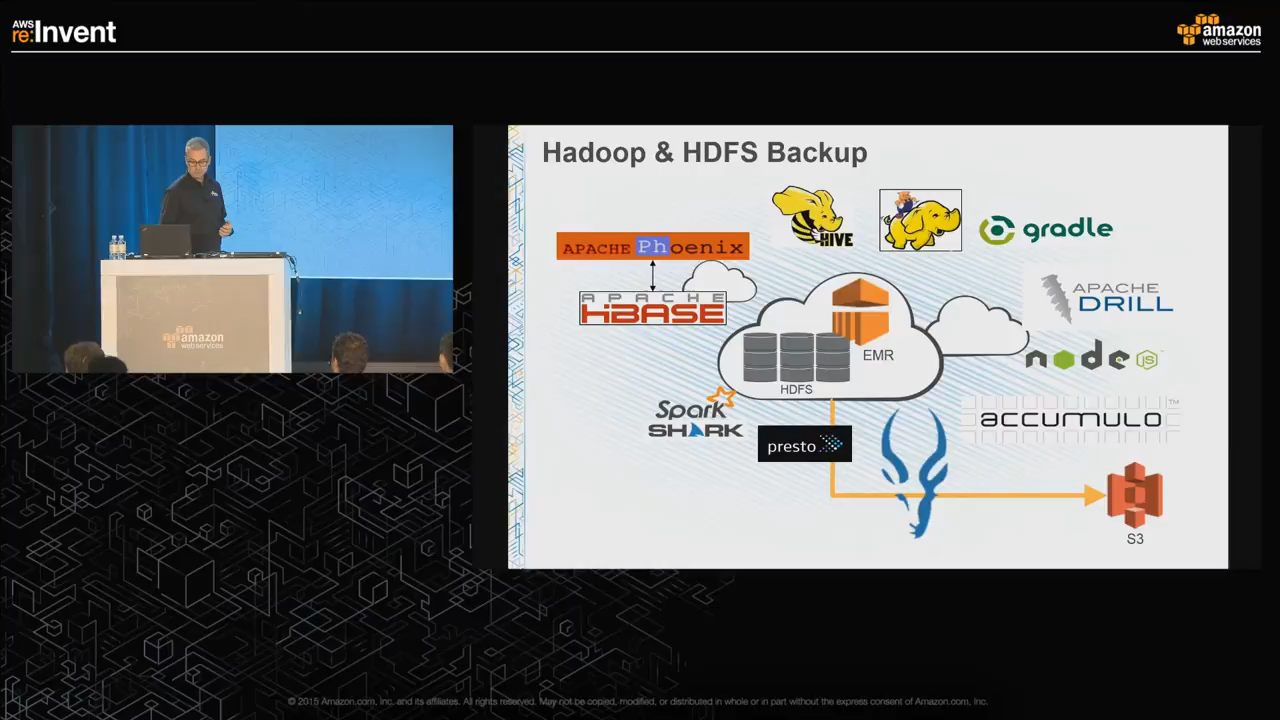 AWS
re:Invent
amazon
web services
amazon
web services
Hadoop & HDFS Backup
APACHE Phoenix
HIVE
gradle
APACHE
HBASE
APACHE
DRILL
EMR
HDFS
node
JS
Spark
SHARK
presto
accumulo
TM
S3
© 2015 Amazon.com, Inc. and its affiliates. All rights reserved. May not be copied, modified, or distributed in whole or in part without the express consent of Amazon.com, Inc.